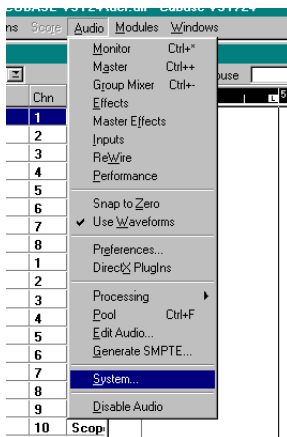 ns Score Audio Modules Windows
Monitor Ctrl+*
Master Ctrl++
Group Mixer Ctrl+-
Effects
Master Effects
Inputs
ReWire
Performance
Snap to Zero
✓ Use Waveforms
Preferences...
DirectX PlugIns
Processing
Pool Ctrl+F
Edit Audio...
Generate SMPTE...
System...
Disable Audio
ouse
L 5
Chn
1
2
3
4
5
6
7
8
1
2
3
4
5
6
7
8
9
10 Scop